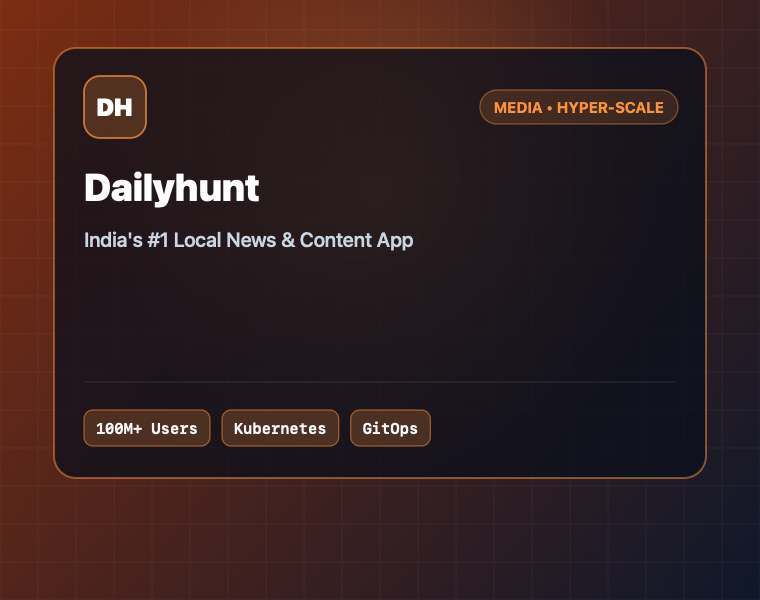 DH
MEDIA • HYPER-SCALE
Dailyhunt
India's #1 Local News & Content App
100M+ Users
Kubernetes
GitOps